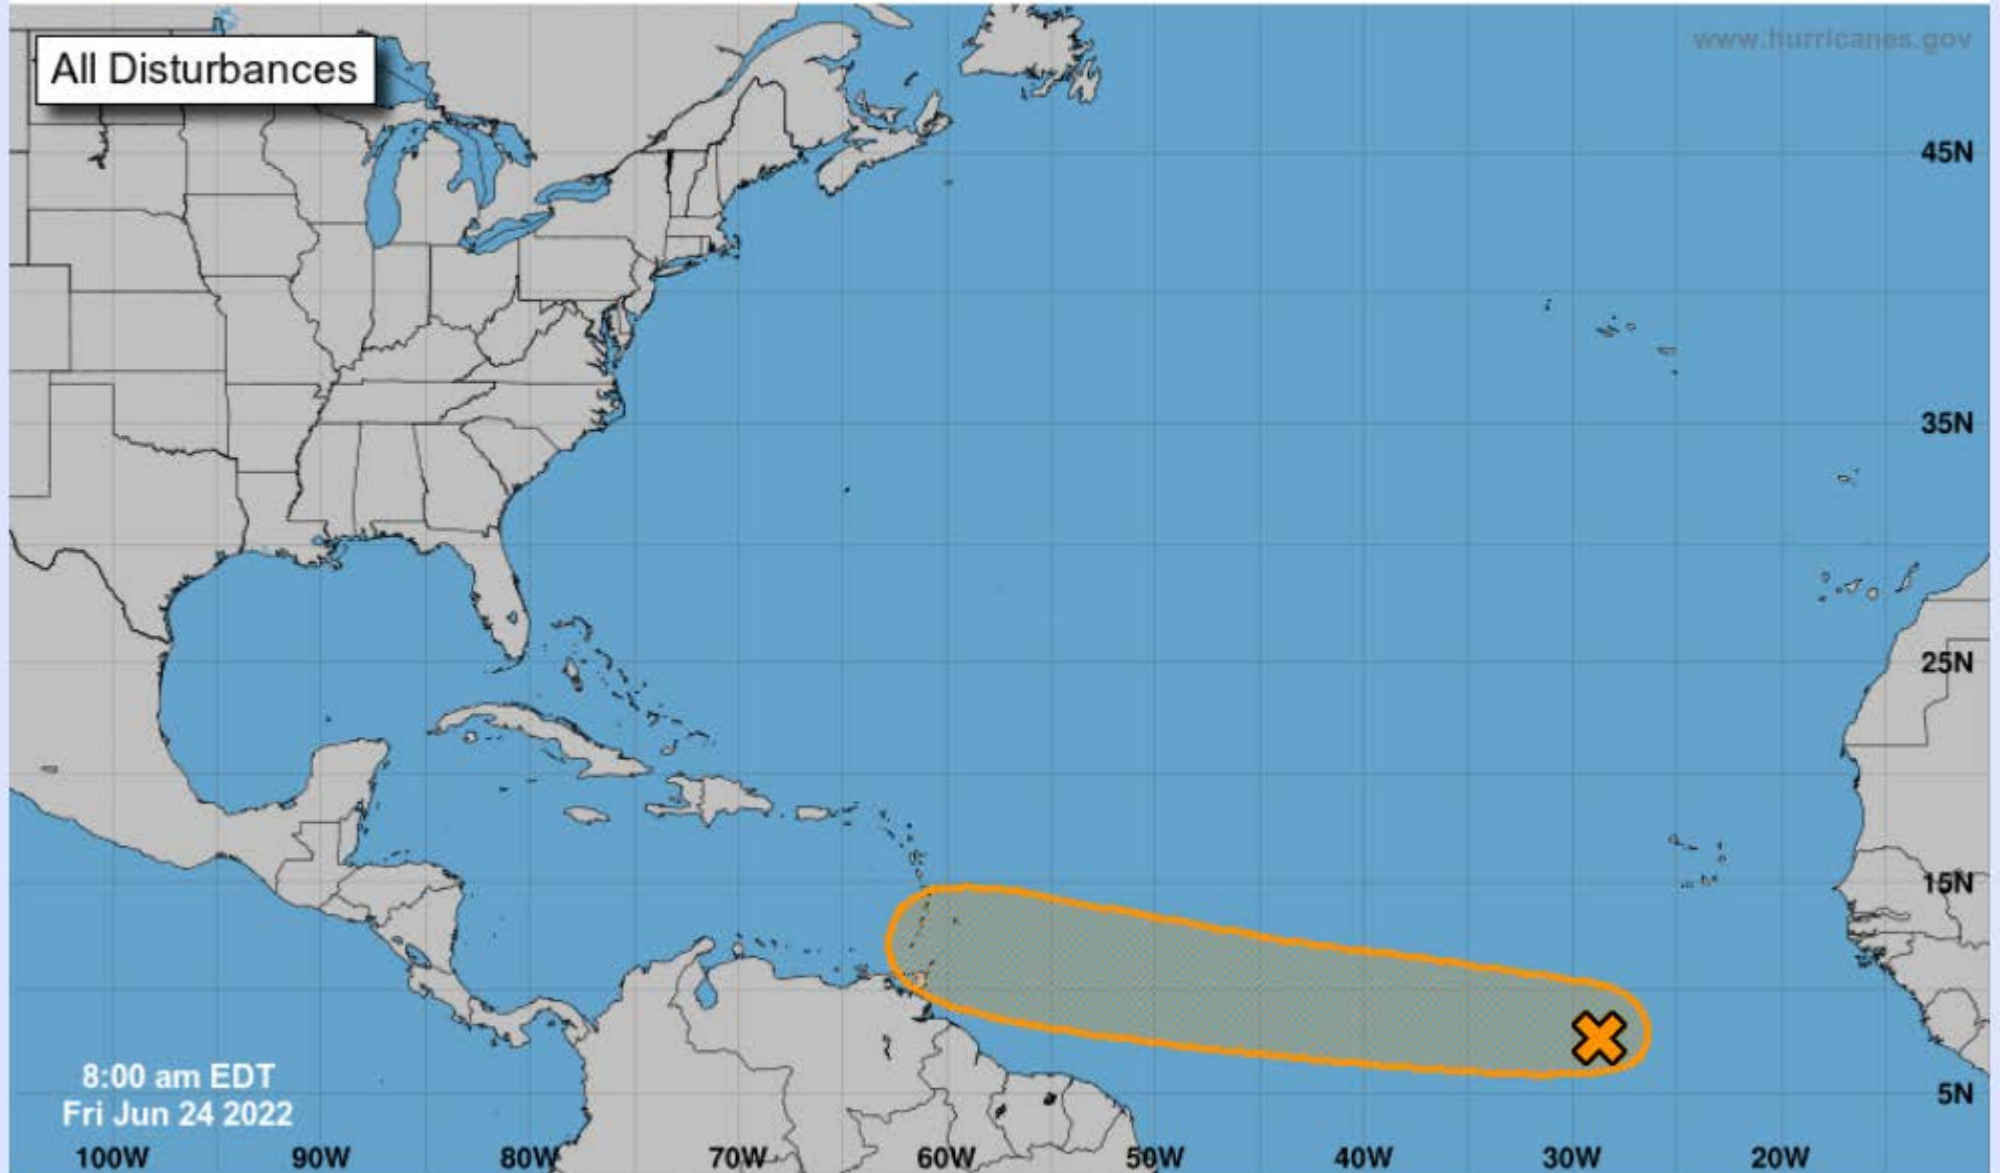 All Disturbances
www.hurricanes.gov
45N
35N
25N
15N
5N
8:00 am EDT
Fri Jun 24 2022
100W 90W 80W 70W 60W 50W 40W 30W 20W